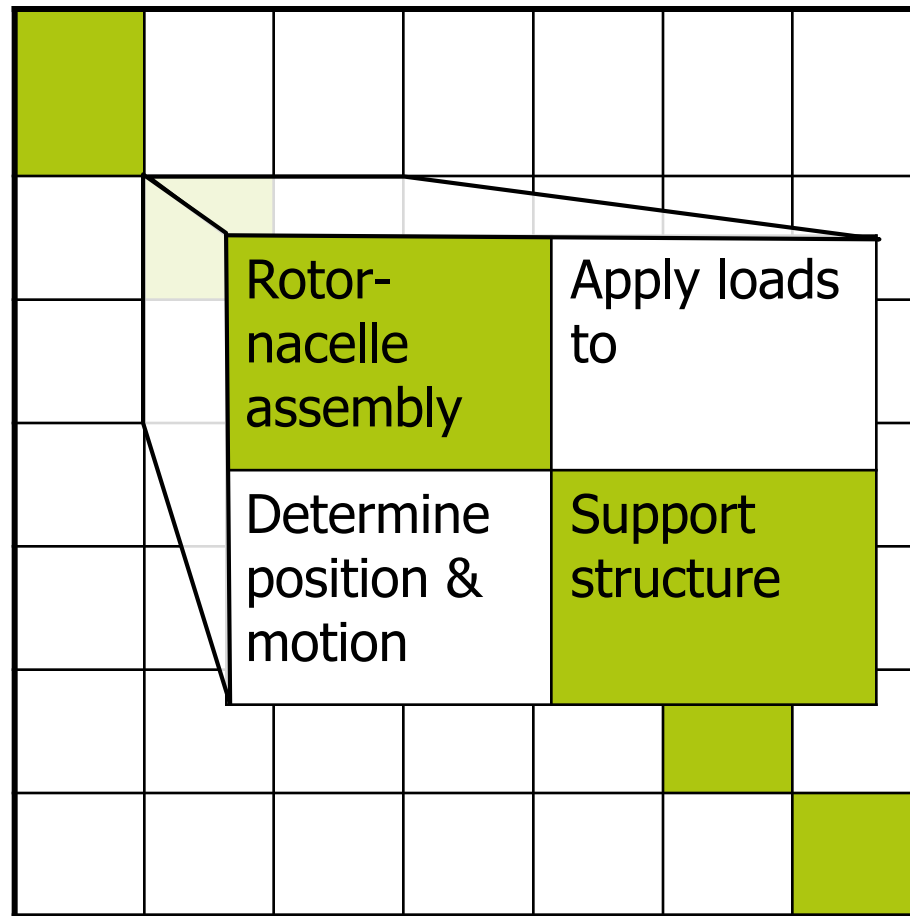 Rotor-
nacelle
assembly
Apply loads
to
Determine
position &
motion
Support
structure